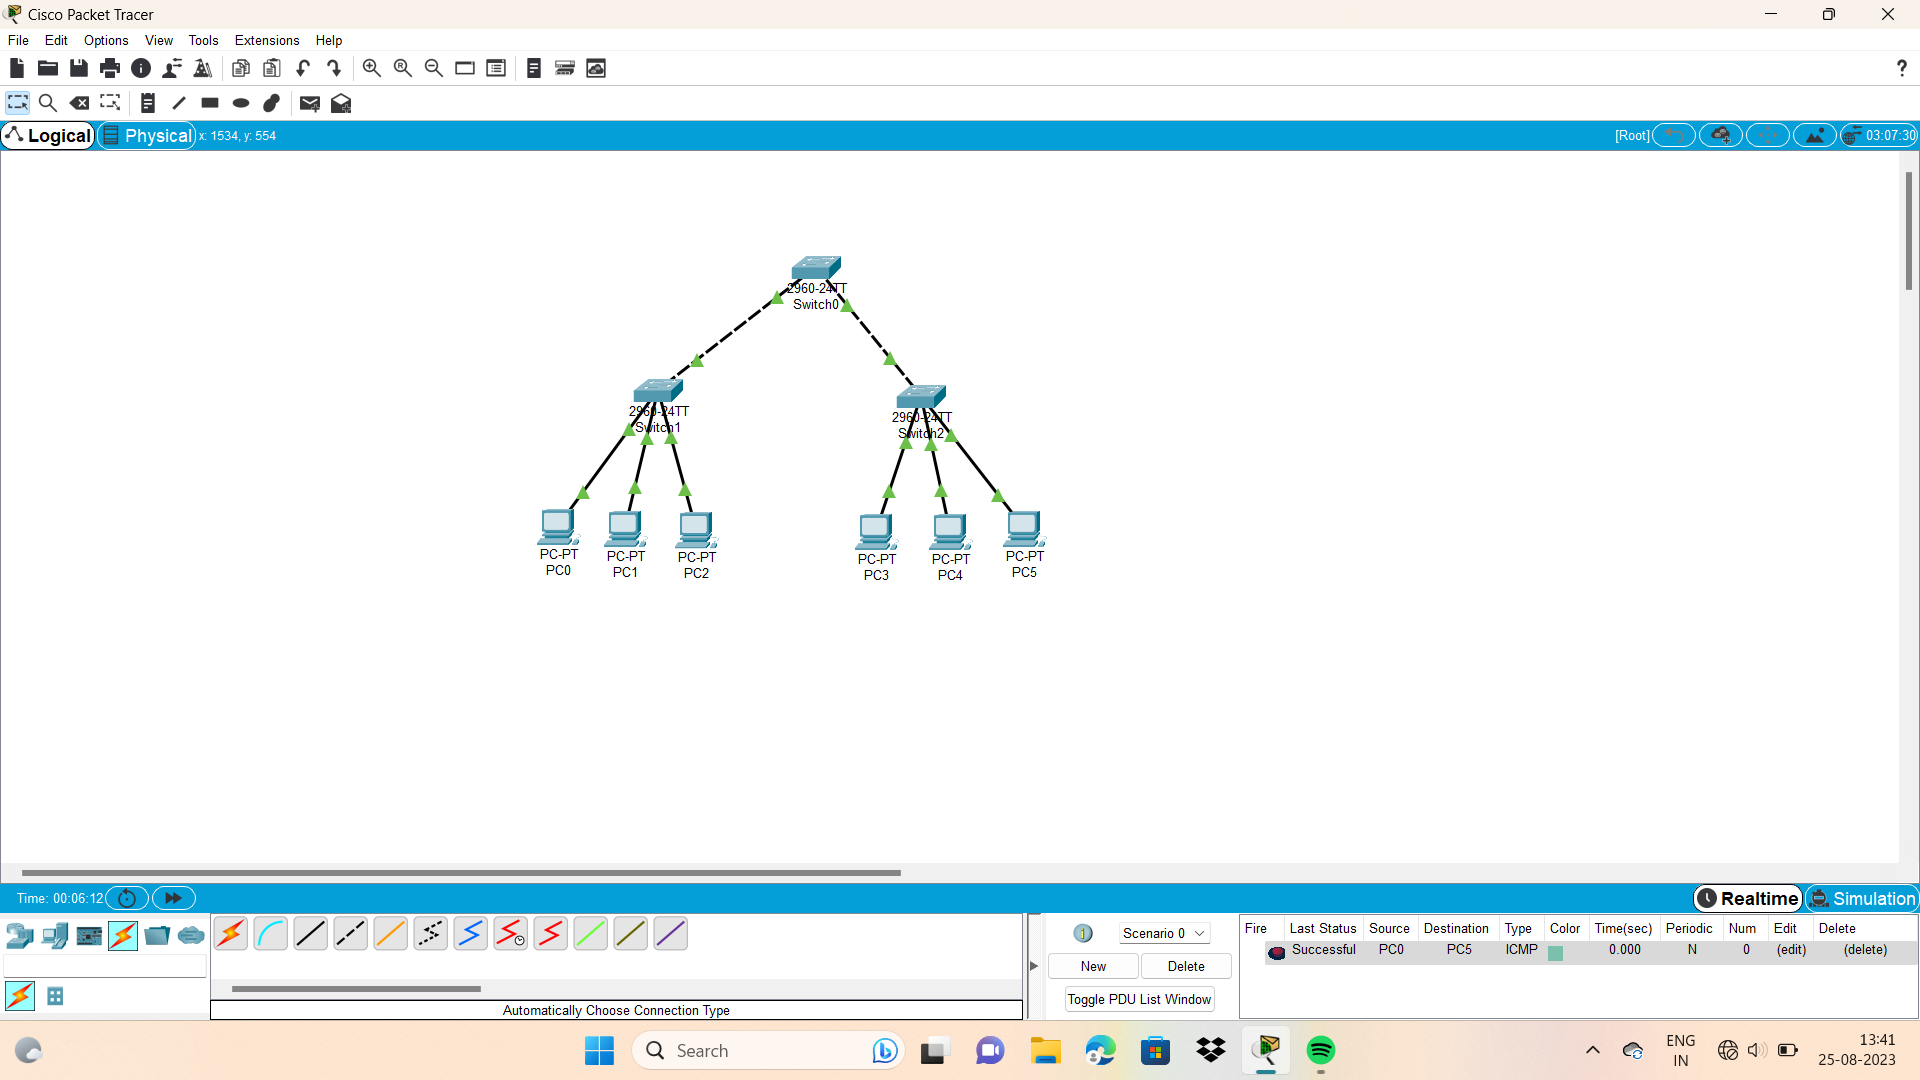 Cisco Packet Tracer
File Edit Options View Tools Extensions Help
?
Logical Physical x: 1534, y: 554 [Root] 03:07:30
2960-24TT
Switch0
2960-24TT
Switch1
2960-24TT
Switch2
PC-PT
PC0
PC-PT
PC1
PC-PT
PC2
PC-PT
PC3
PC-PT
PC4
PC-PT
PC5
Time: 00:06:12 Realtime Simulation
Scenario 0
New Delete
Toggle PDU List Window
Fire Last Status Source Destination Type Color Time(sec) Periodic Num Edit Delete
Successful PC0 PC5 ICMP 0.000 N 0 (edit) (delete)
Automatically Choose Connection Type
Search
ENG
IN
13:41
25-08-2023